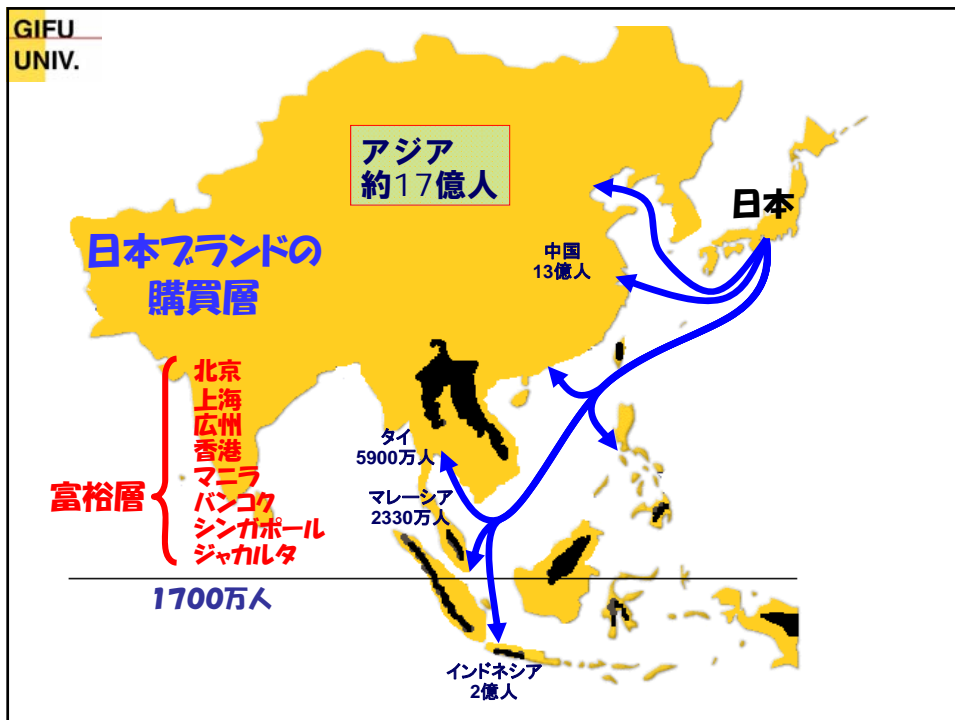 GIFU
UNIV.
アジア
約17億人
日本
日本ブランドの
購買層
中国
13億人
北京
上海
広州
香港
マニラ
バンコク
シンガポール
ジャカルタ
富裕層
タイ
5900万人
マレーシア
2330万人
1700万人
インドネシア
2億人